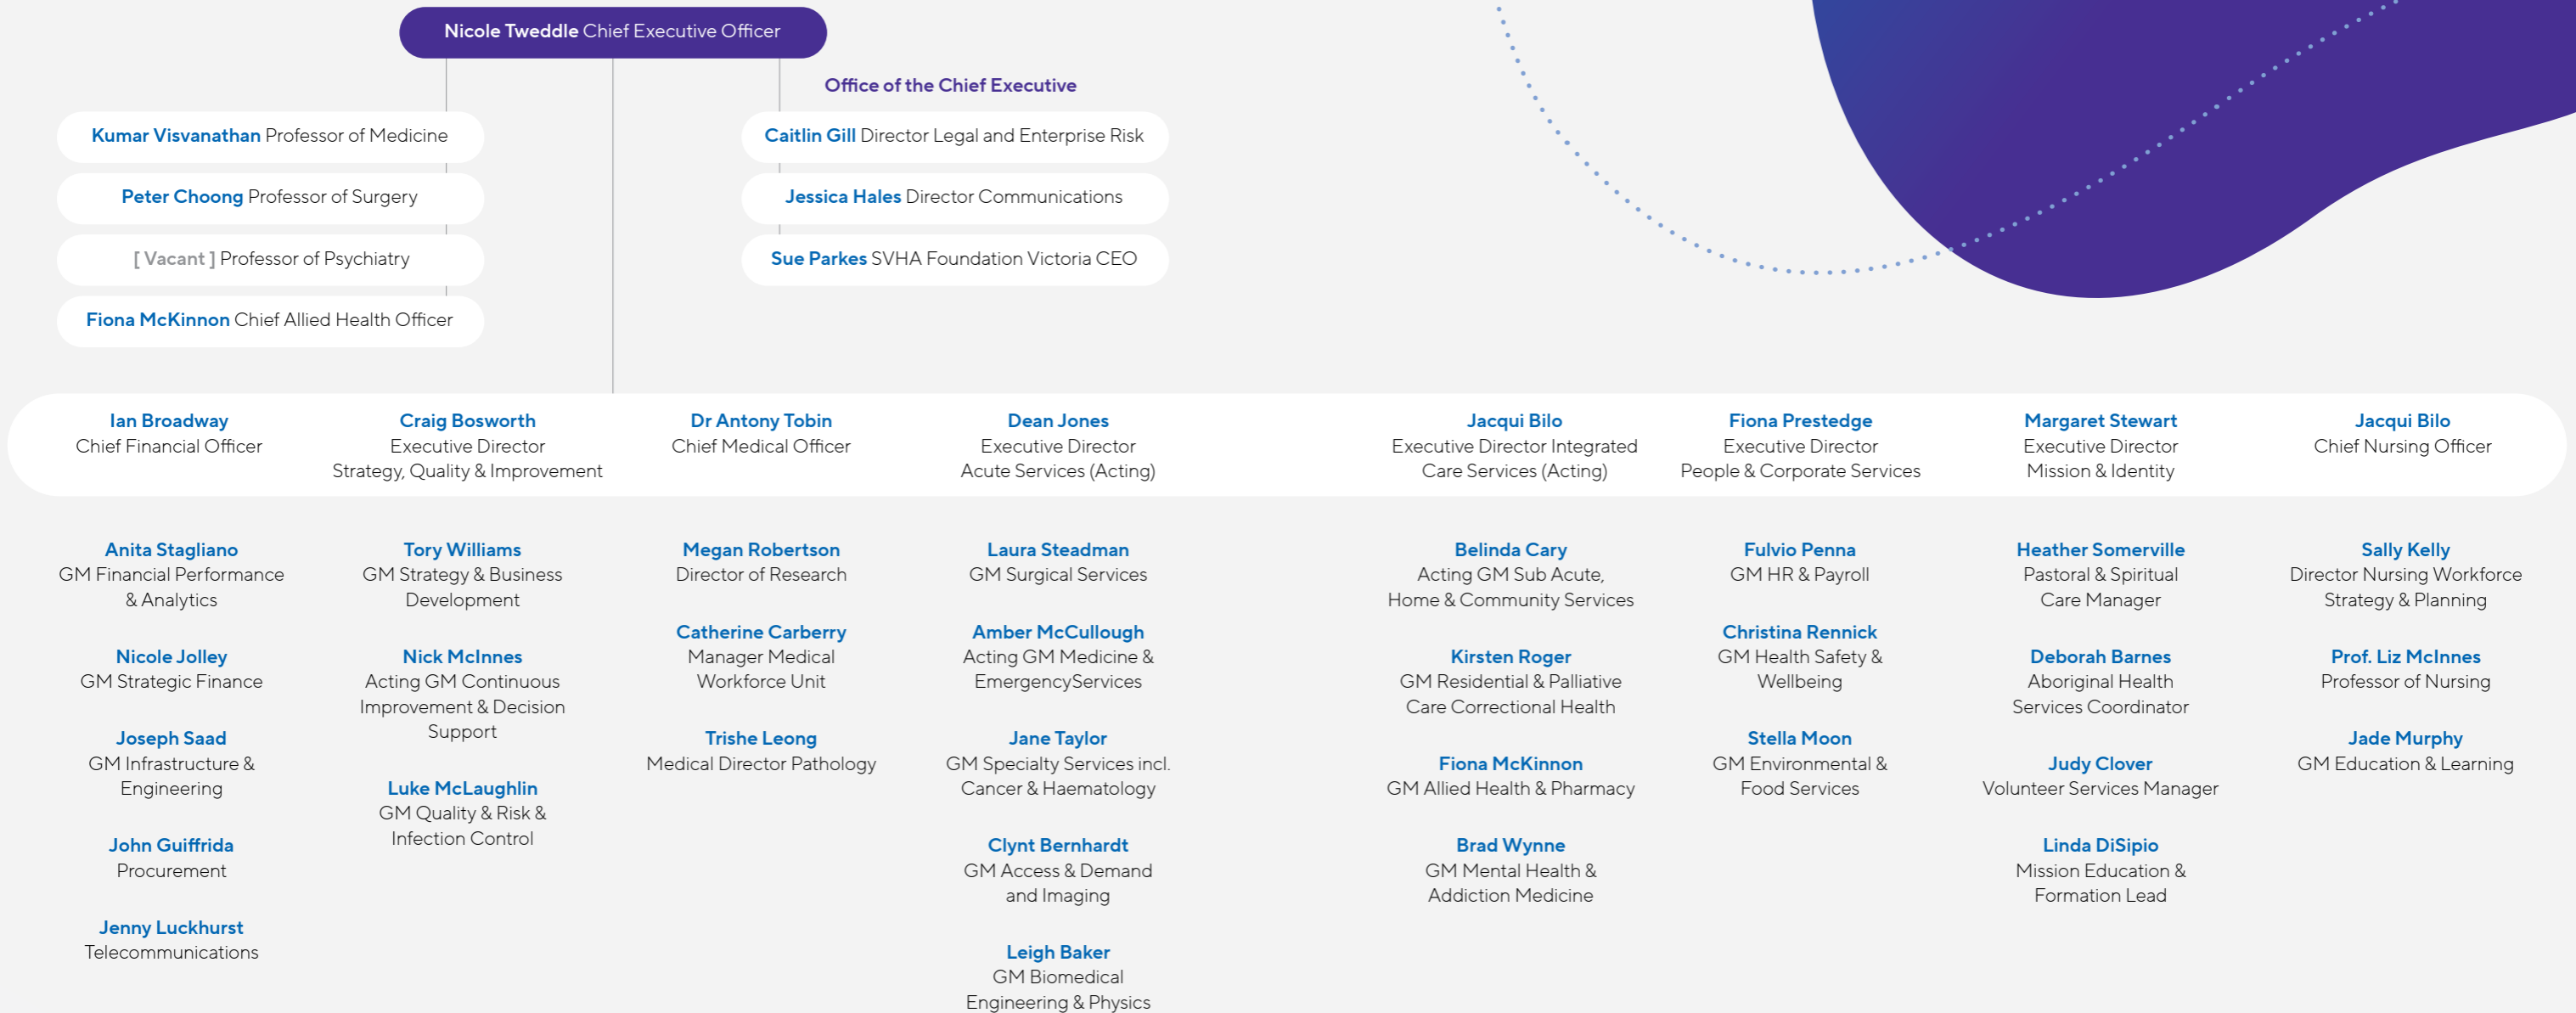 Nicole Tweddle Chief Executive Officer
Office of the Chief Executive
Kumar Visvanathan Professor of Medicine
Peter Choong Professor of Surgery
[ Vacant ] Professor of Psychiatry
Fiona McKinnon Chief Allied Health Officer
Caitlin Gill Director Legal and Enterprise Risk
Jessica Hales Director Communications
Sue Parkes SVHA Foundation Victoria CEO
Ian Broadway
Chief Financial Officer
Craig Bosworth
Executive Director
Strategy, Quality & Improvement
Dr Antony Tobin
Chief Medical Officer
Dean Jones
Executive Director
Acute Services (Acting)
Jacqui Bilo
Executive Director Integrated
Care Services (Acting)
Fiona Prestedge
Executive Director
People & Corporate Services
Margaret Stewart
Executive Director
Mission & Identity
Jacqui Bilo
Chief Nursing Officer
Anita Stagliano
GM Financial Performance
& Analytics
Nicole Jolley
GM Strategic Finance
Joseph Saad
GM Infrastructure &
Engineering
John Guiffrida
Procurement
Jenny Luckhurst
Telecommunications
Tory Williams
GM Strategy & Business
Development
Nick McInnes
Acting GM Continuous
Improvement & Decision
Support
Luke McLaughlin
GM Quality & Risk &
Infection Control
Megan Robertson
Director of Research
Catherine Carberry
Manager Medical
Workforce Unit
Trishe Leong
Medical Director Pathology
Laura Steadman
GM Surgical Services
Amber McCullough
Acting GM Medicine &
EmergencyServices
Jane Taylor
GM Specialty Services incl.
Cancer & Haematology
Clynt Bernhardt
GM Access & Demand
and Imaging
Leigh Baker
GM Biomedical
Engineering & Physics
Belinda Cary
Acting GM Sub Acute,
Home & Community Services
Kirsten Roger
GM Residential & Palliative
Care Correctional Health
Fiona McKinnon
GM Allied Health & Pharmacy
Brad Wynne
GM Mental Health &
Addiction Medicine
Fulvio Penna
GM HR & Payroll
Christina Rennick
GM Health Safety &
Wellbeing
Stella Moon
GM Environmental &
Food Services
Heather Somerville
Pastoral & Spiritual
Care Manager
Deborah Barnes
Aboriginal Health
Services Coordinator
Judy Clover
Volunteer Services Manager
Linda DiSipio
Mission Education &
Formation Lead
Sally Kelly
Director Nursing Workforce
Strategy & Planning
Prof. Liz McInnes
Professor of Nursing
Jade Murphy
GM Education & Learning